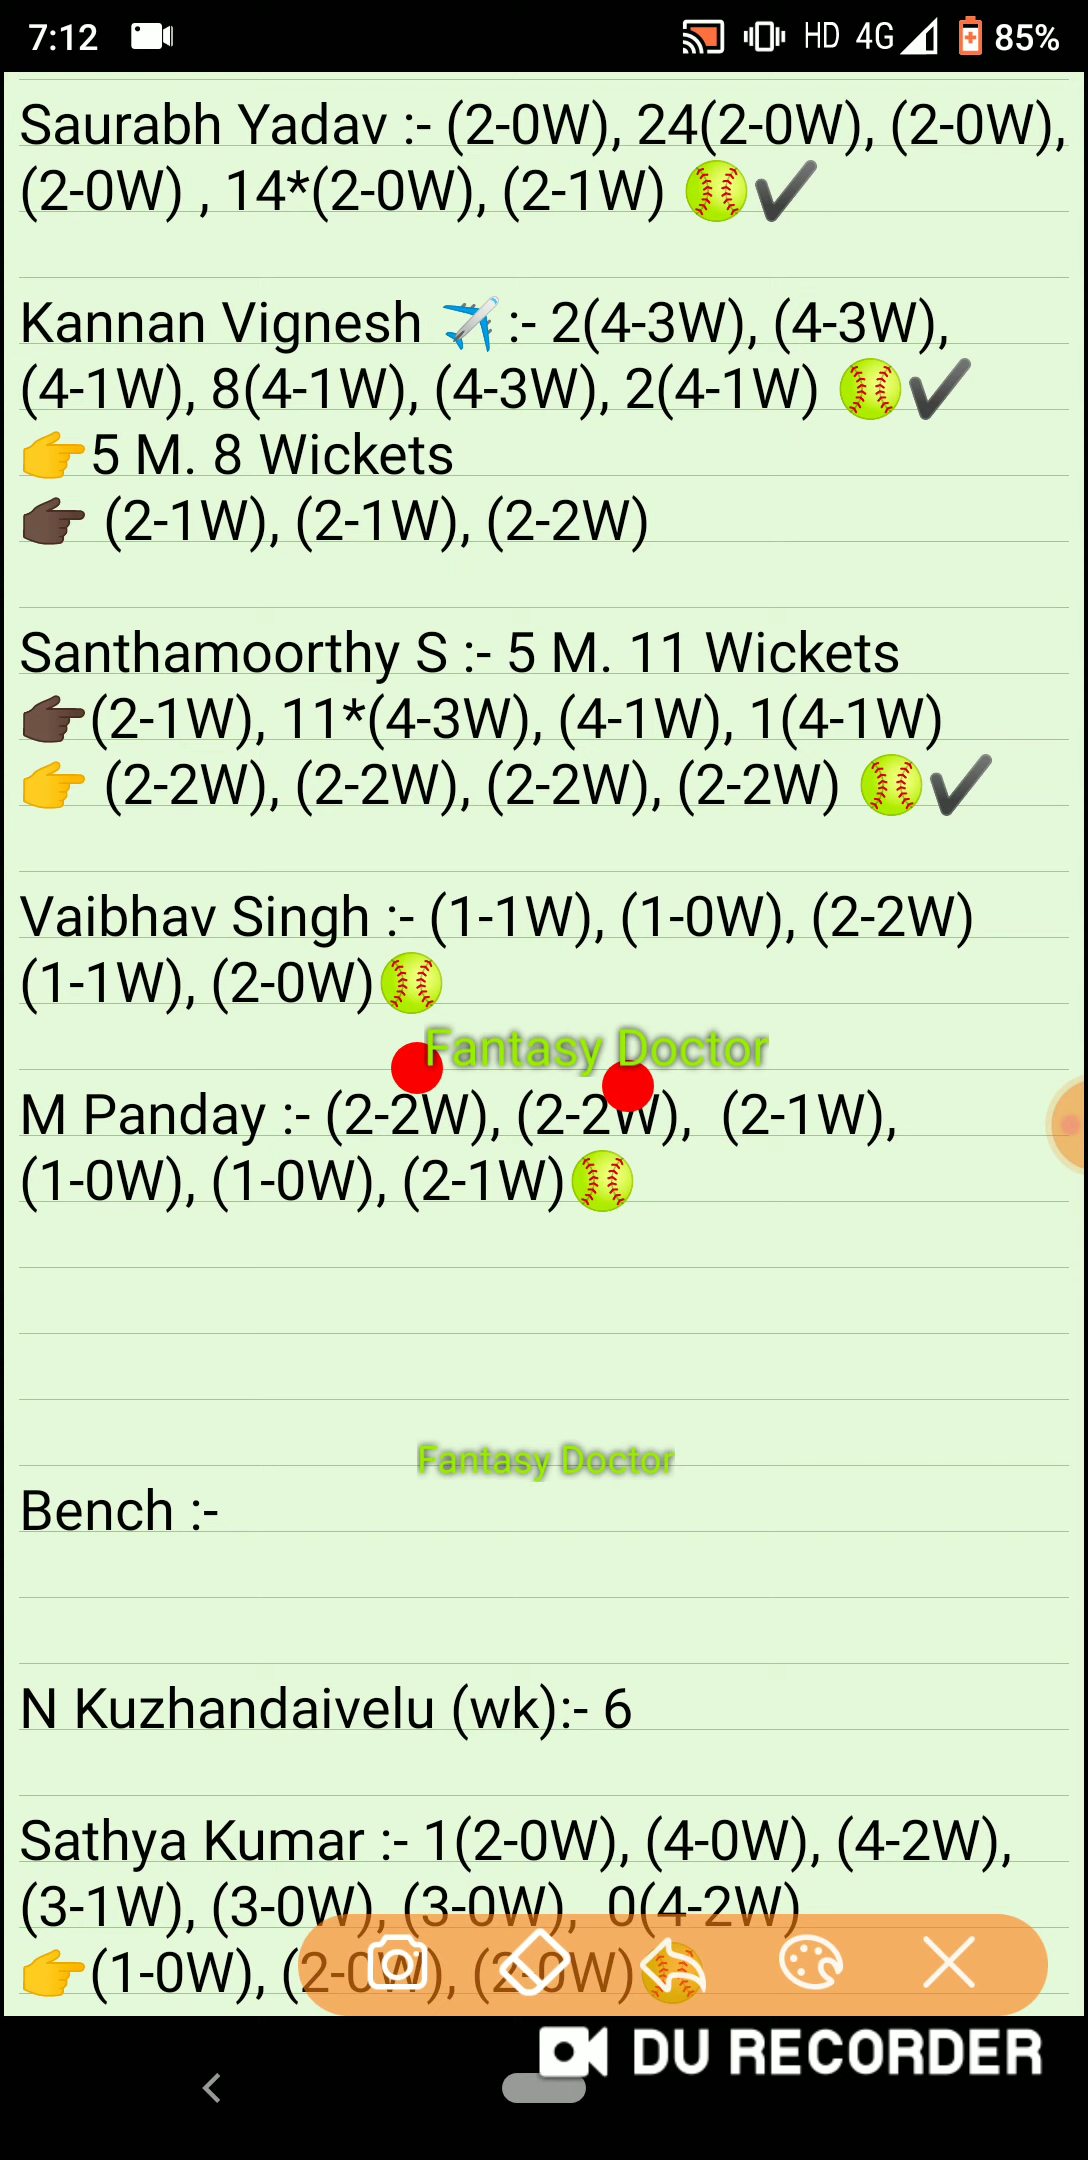 7:12 HD 4G 85%
Saurabh Yadav :- (2-0W), 24(2-0W), (2-0W),
(2-0W) , 14*(2-0W), (2-1W) 🥎✔️
Kannan Vignesh ✈️ :- 2(4-3W), (4-3W),
(4-1W), 8(4-1W), (4-3W), 2(4-1W) 🥎✔️
👉5 M. 8 Wickets
👉🏿 (2-1W), (2-1W), (2-2W)
Santhamoorthy S :- 5 M. 11 Wickets
👉🏿(2-1W), 11*(4-3W), (4-1W), 1(4-1W)
👉 (2-2W), (2-2W), (2-2W), (2-2W) 🥎✔️
Vaibhav Singh :- (1-1W), (1-0W), (2-2W)
(1-1W), (2-0W)🥎
Fantasy Doctor
M Panday :- (2-2W), (2-2W), (2-1W),
(1-0W), (1-0W), (2-1W)🥎
Fantasy Doctor
Bench :-
N Kuzhandaivelu (wk):- 6
Sathya Kumar :- 1(2-0W), (4-0W), (4-2W),
(3-1W), (3-0W), (3-0W), 0(4-2W)
👉(1-0W), (2-0W), (2-0W)🥎
DU RECORDER